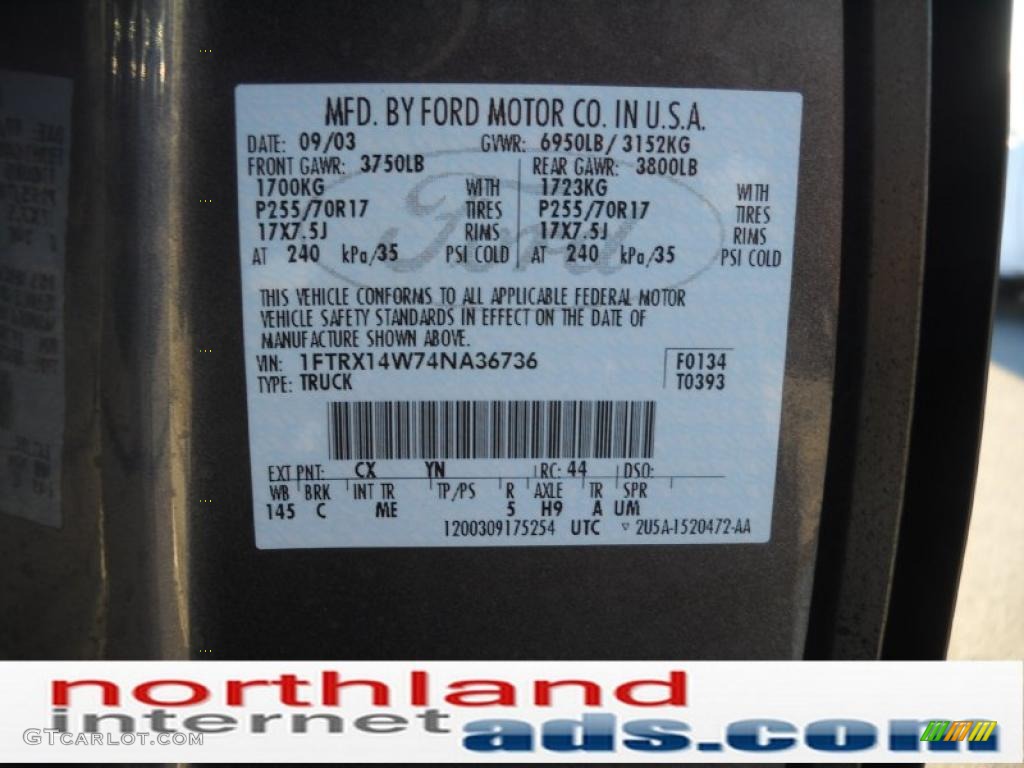 MFD. BY FORD MOTOR CO. IN U.S.A.
DATE: 09/03 GVWR: 6950LB/ 3152KG
FRONT GAWR: 3750LB REAR GAWR: 3800LB
1700KG WITH 1723KG WITH
P255/70R17 TIRES P255/70R17 TIRES
17X7.5J RIMS 17X7.5J RIMS
AT 240 kPa/35 PSI COLD AT 240 kPa/35 PSI COLD
Ford
THIS VEHICLE CONFORMS TO ALL APPLICABLE FEDERAL MOTOR
VEHICLE SAFETY STANDARDS IN EFFECT ON THE DATE OF
MANUFACTURE SHOWN ABOVE.
VIN: 1FTRX14W74NA36736 F0134
TYPE: TRUCK T0393
EXT PNT: CX YN RC: 44 DSO:
WB BRK INT TR TP/PS R AXLE TR SPR
145 C ME 5 H9 A UM
1200309175254 UTC ▽ 2U5A-1520472-AA
northland
internet
ads.com
GTCARLOT.COM